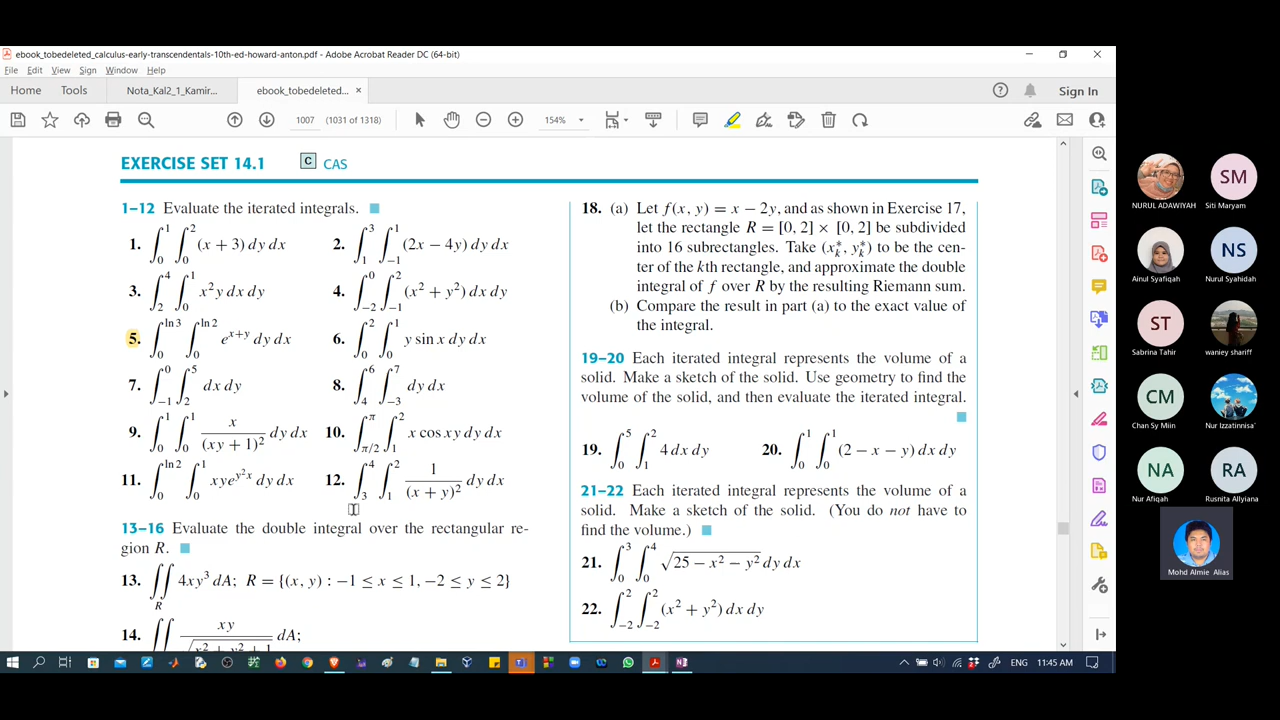 ebook_tobedeleted_calculus-early-transcendentals-10th-ed-howard-anton.pdf - Adobe Acrobat Reader DC (64-bit)
File Edit View Sign Window Help
Home Tools Nota_Kal2_1_Kamir... ebook_tobedeleted... × Sign In
1007 (1031 of 1318) 154%
EXERCISE SET 14.1 C CAS
1–12 Evaluate the iterated integrals.
1. ∫₀¹ ∫₀² (x + 3) dy dx 2. ∫₁³ ∫₋₁¹ (2x − 4y) dy dx
3. ∫₂⁴ ∫₀¹ x²y dx dy 4. ∫₋₂⁰ ∫₋₁² (x² + y²) dx dy
5. ∫₀^{ln 3} ∫₀^{ln 2} e^{x+y} dy dx 6. ∫₀² ∫₀¹ y sin x dy dx
7. ∫₋₁⁰ ∫₂⁵ dx dy 8. ∫₄⁶ ∫₋₃⁷ dy dx
9. ∫₀¹ ∫₀¹ x/(xy + 1)² dy dx 10. ∫_{π/2}^π ∫₁² x cos xy dy dx
11. ∫₀^{ln 2} ∫₀¹ xye^{y²x} dy dx 12. ∫₃⁴ ∫₁² 1/(x + y)² dy dx
13–16 Evaluate the double integral over the rectangular re-
gion R.
13. ∬_R 4xy³ dA; R = {(x, y) : −1 ≤ x ≤ 1, −2 ≤ y ≤ 2}
14. ∬ xy/√(x² + y² + 1) dA;
18. (a) Let f(x, y) = x − 2y, and as shown in Exercise 17,
let the rectangle R = [0, 2] × [0, 2] be subdivided
into 16 subrectangles. Take (x*ₖ, y*ₖ) to be the cen-
ter of the kth rectangle, and approximate the double
integral of f over R by the resulting Riemann sum.
(b) Compare the result in part (a) to the exact value of
the integral.
19–20 Each iterated integral represents the volume of a
solid. Make a sketch of the solid. Use geometry to find the
volume of the solid, and then evaluate the iterated integral.
19. ∫₀⁵ ∫₁² 4 dx dy 20. ∫₀¹ ∫₀¹ (2 − x − y) dx dy
21–22 Each iterated integral represents the volume of a
solid. Make a sketch of the solid. (You do not have to
find the volume.)
21. ∫₀³ ∫₀⁴ √(25 − x² − y²) dy dx
22. ∫₋₂² ∫₋₂² (x² + y²) dx dy
SM
NURUL ADAWIYAH Siti Maryam
NS
Ainul Syafiqah Nurul Syahidah
ST
Sabrina Tahir waniey shariff
CM
Chan Sy Miin Nur Izzatinnisa'
NA RA
Nur Afiqah Rusnita Allyiana
Mohd Almie Alias
ENG 11:45 AM